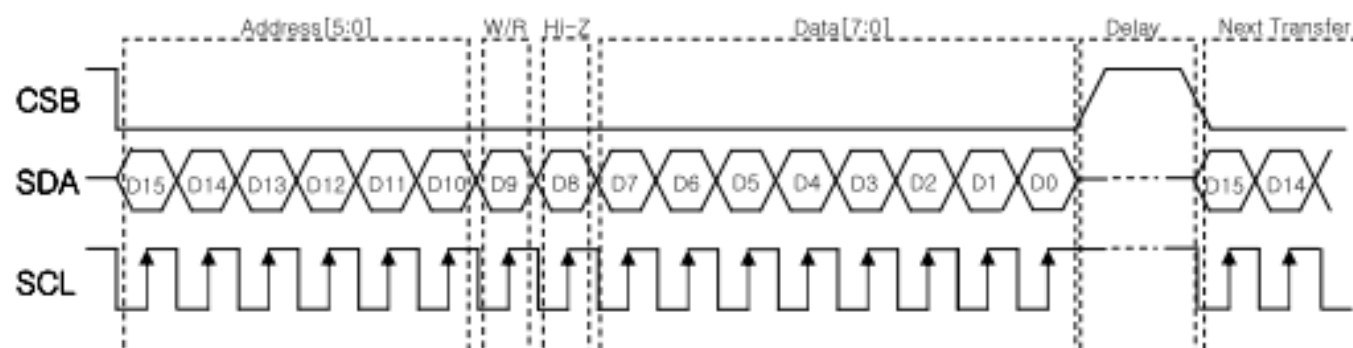 Address[5:0] W/R Hi-Z Data[7:0] Delay Next Transfer
CSB
SDA D15 D14 D13 D12 D11 D10 D9 D8 D7 D6 D5 D4 D3 D2 D1 D0 D15 D14
SCL